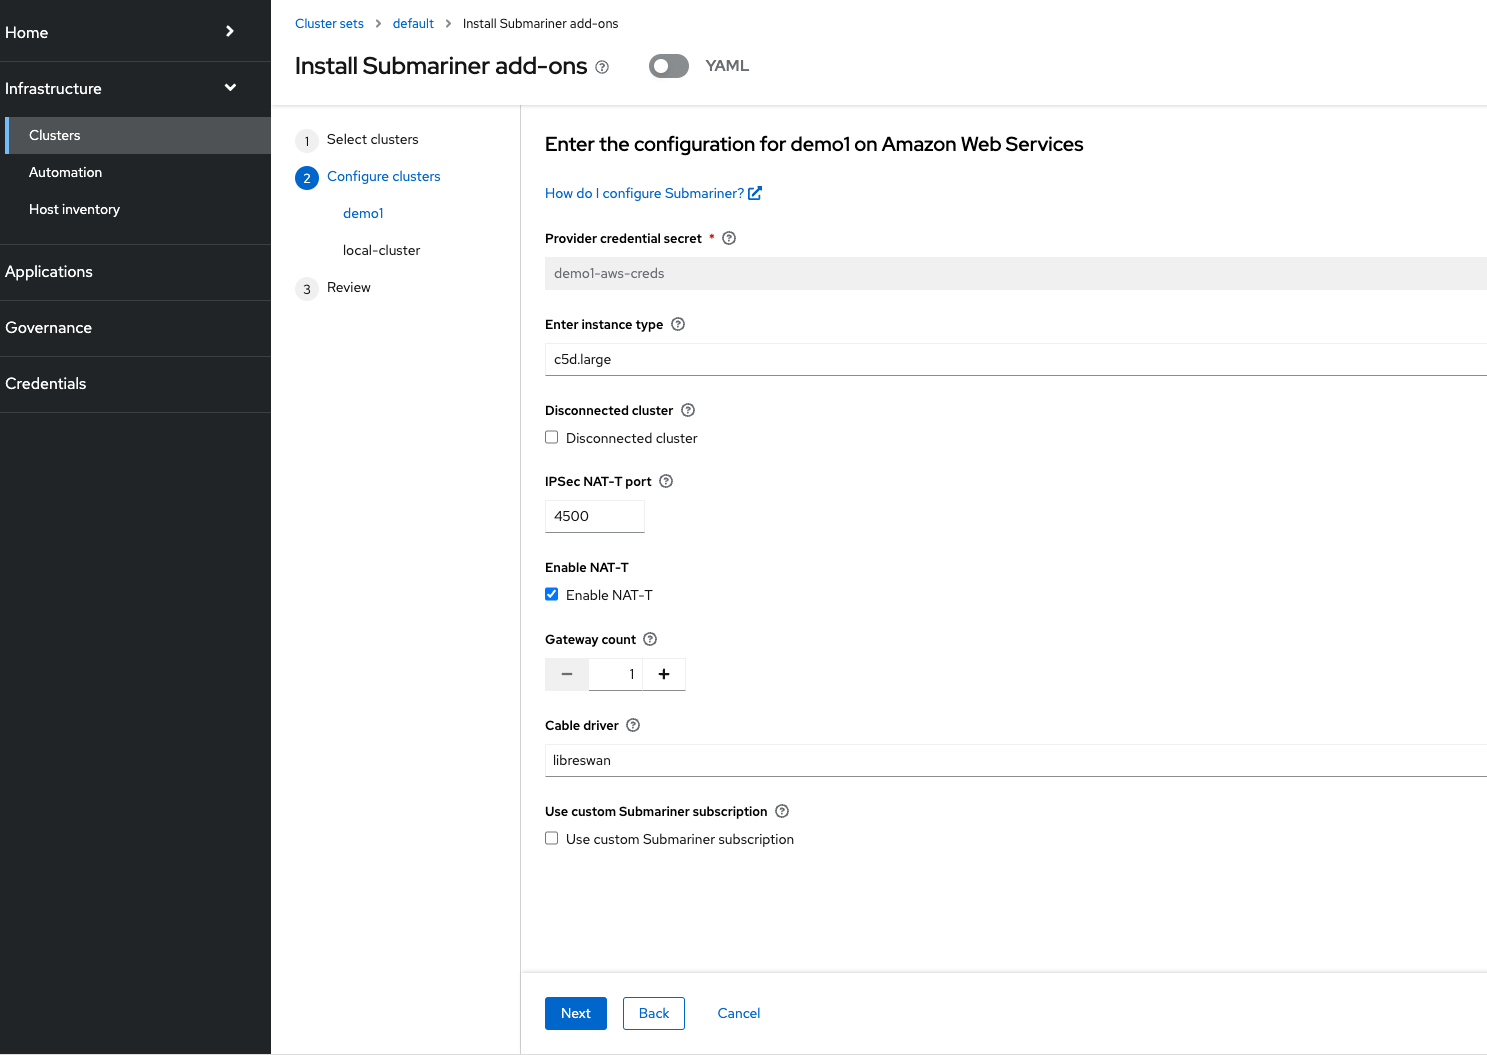 Home
Infrastructure
Clusters
Automation
Host inventory
Applications
Governance
Credentials
Cluster sets > default > Install Submariner add-ons
Install Submariner add-ons
YAML
1 Select clusters
2 Configure clusters
demo1
local-cluster
3 Review
Enter the configuration for demo1 on Amazon Web Services
How do I configure Submariner?
Provider credential secret *
demo1-aws-creds
Enter instance type
c5d.large
Disconnected cluster
Disconnected cluster
IPSec NAT-T port
4500
Enable NAT-T
Enable NAT-T
Gateway count
1
Cable driver
libreswan
Use custom Submariner subscription
Use custom Submariner subscription
Next Back Cancel